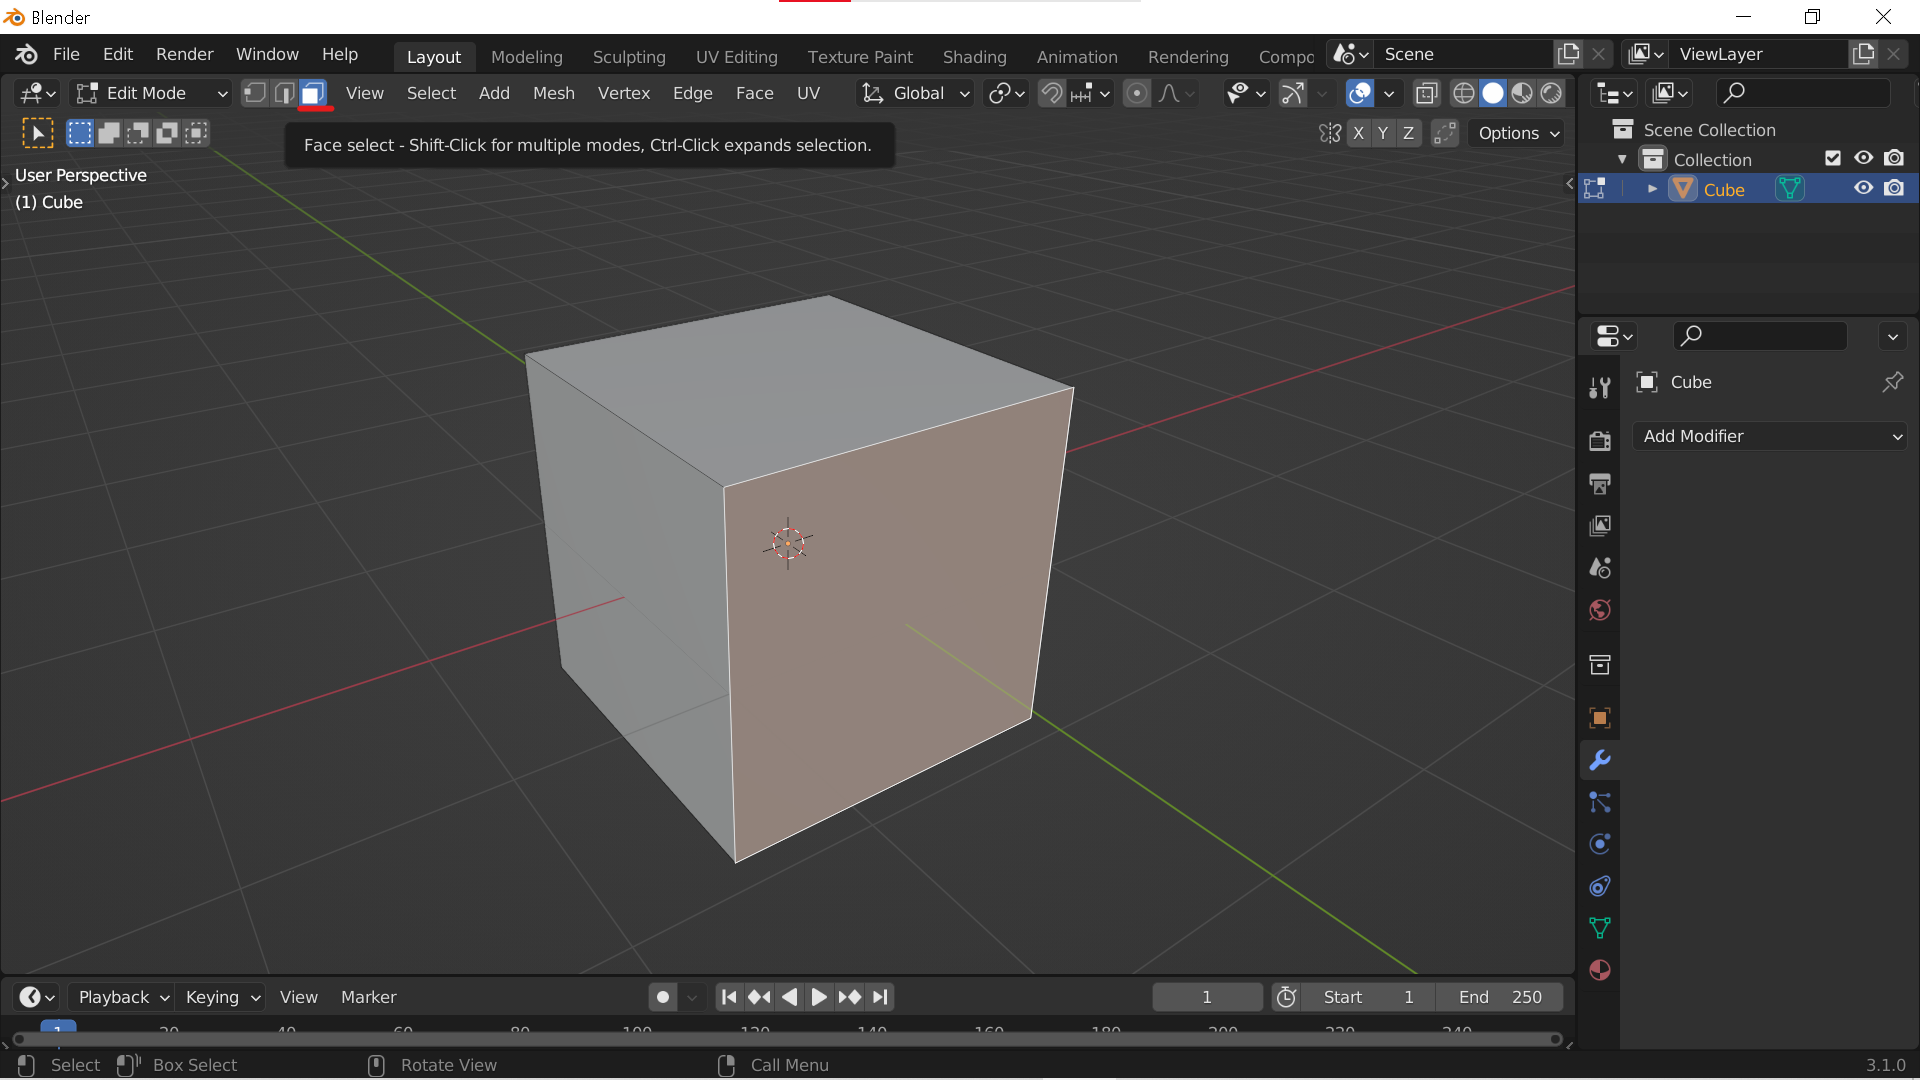 Blender
File Edit Render Window Help Layout Modeling Sculpting UV Editing Texture Paint Shading Animation Rendering Compo Scene ViewLayer
Edit Mode View Select Add Mesh Vertex Edge Face UV Global
X Y Z Options
Face select - Shift-Click for multiple modes, Ctrl-Click expands selection.
User Perspective
(1) Cube
Scene Collection
Collection
Cube
Cube
Add Modifier
Playback Keying View Marker 1 Start 1 End 250
1 20 40 60 80 100 120 140 160 180 200 220 240
Select Box Select Rotate View Call Menu 3.1.0